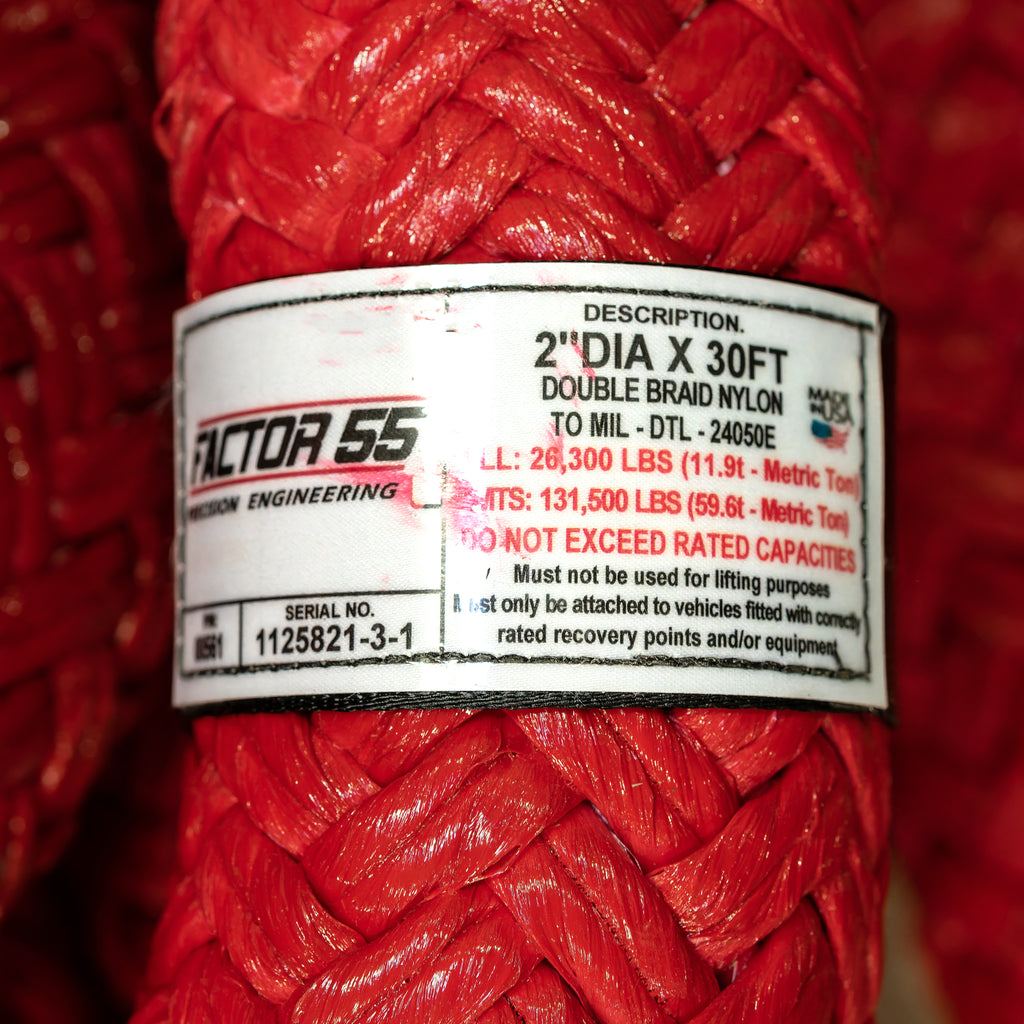 FACTOR 55
PRECISION ENGINEERING
SERIAL NO.
1125821-3-1
DESCRIPTION.
2"DIA X 30FT
DOUBLE BRAID NYLON
TO MIL - DTL - 24050E
MADE
IN USA
LL: 26,300 LBS (11.9t - Metric Ton)
MTS: 131,500 LBS (59.6t - Metric Ton)
DO NOT EXCEED RATED CAPACITIES
Must not be used for lifting purposes
Must only be attached to vehicles fitted with correctly
rated recovery points and/or equipment